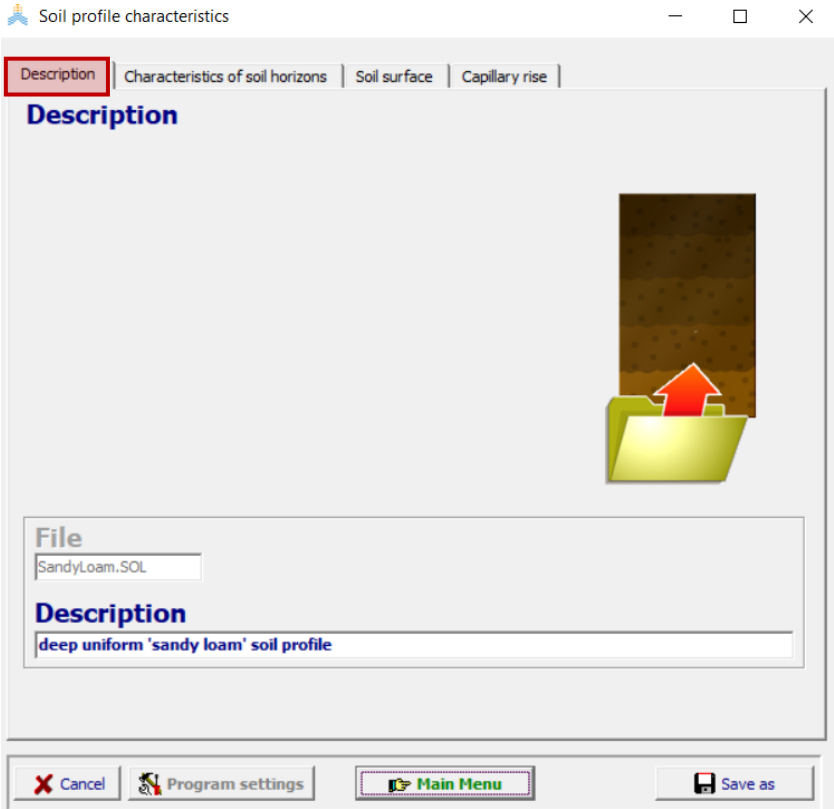 Soil profile characteristics
Description Characteristics of soil horizons Soil surface Capillary rise
Description
File
SandyLoam.SOL
Description
deep uniform 'sandy loam' soil profile
Cancel Program settings Main Menu Save as